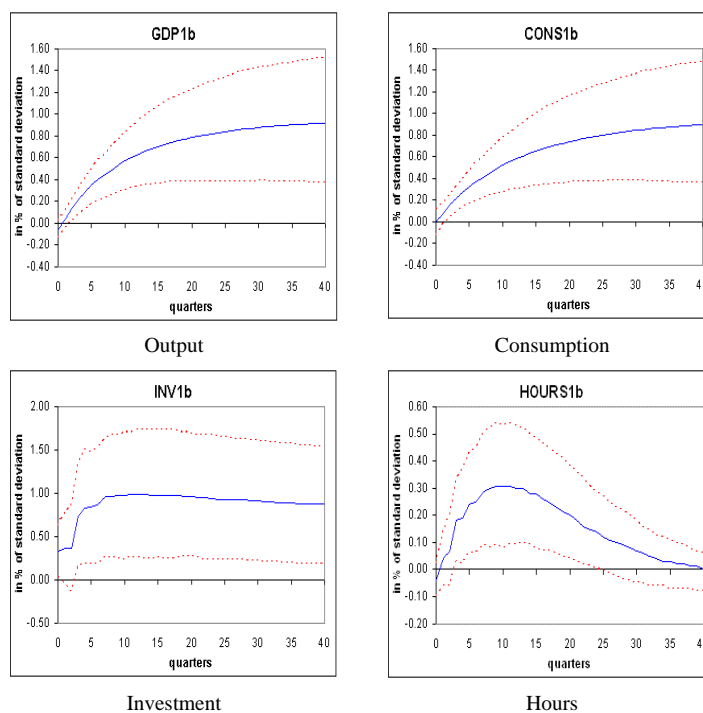 GDP1b
in % of standard deviation
1.60
1.40
1.20
1.00
0.80
0.60
0.40
0.20
0.00
-0.20
-0.40
0 5 10 15 20 25 30 35 40
quarters
Output
CONS1b
in % of standard deviation
1.60
1.40
1.20
1.00
0.80
0.60
0.40
0.20
0.00
-0.20
-0.40
0 5 10 15 20 25 30 35 40
quarters
Consumption
INV1b
in % of standard deviation
2.00
1.50
1.00
0.50
0.00
-0.50
0 5 10 15 20 25 30 35 40
quarters
Investment
HOURS1b
in % of standard deviation
0.60
0.50
0.40
0.30
0.20
0.10
0.00
-0.10
-0.20
0 5 10 15 20 25 30 35 40
quarters
Hours